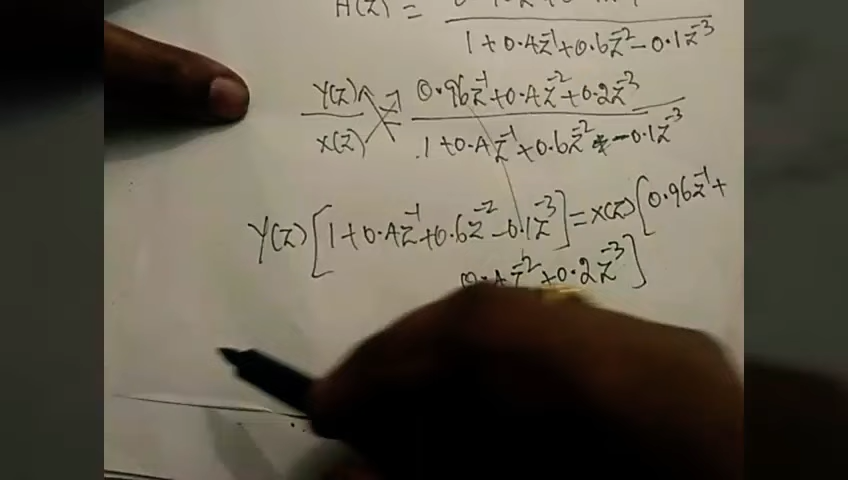 H(z) =
1 + 0.4z⁻¹ + 0.6z⁻² - 0.1z⁻³
Y(z) / X(z) = 0.96z⁻¹ + 0.4z⁻² + 0.2z⁻³ / 1 + 0.4z⁻¹ + 0.6z⁻² - 0.1z⁻³
Y(z) [1 + 0.4z⁻¹ + 0.6z⁻² - 0.1z⁻³] = X(z) [0.96z⁻¹ +
0.4z⁻² + 0.2z⁻³]